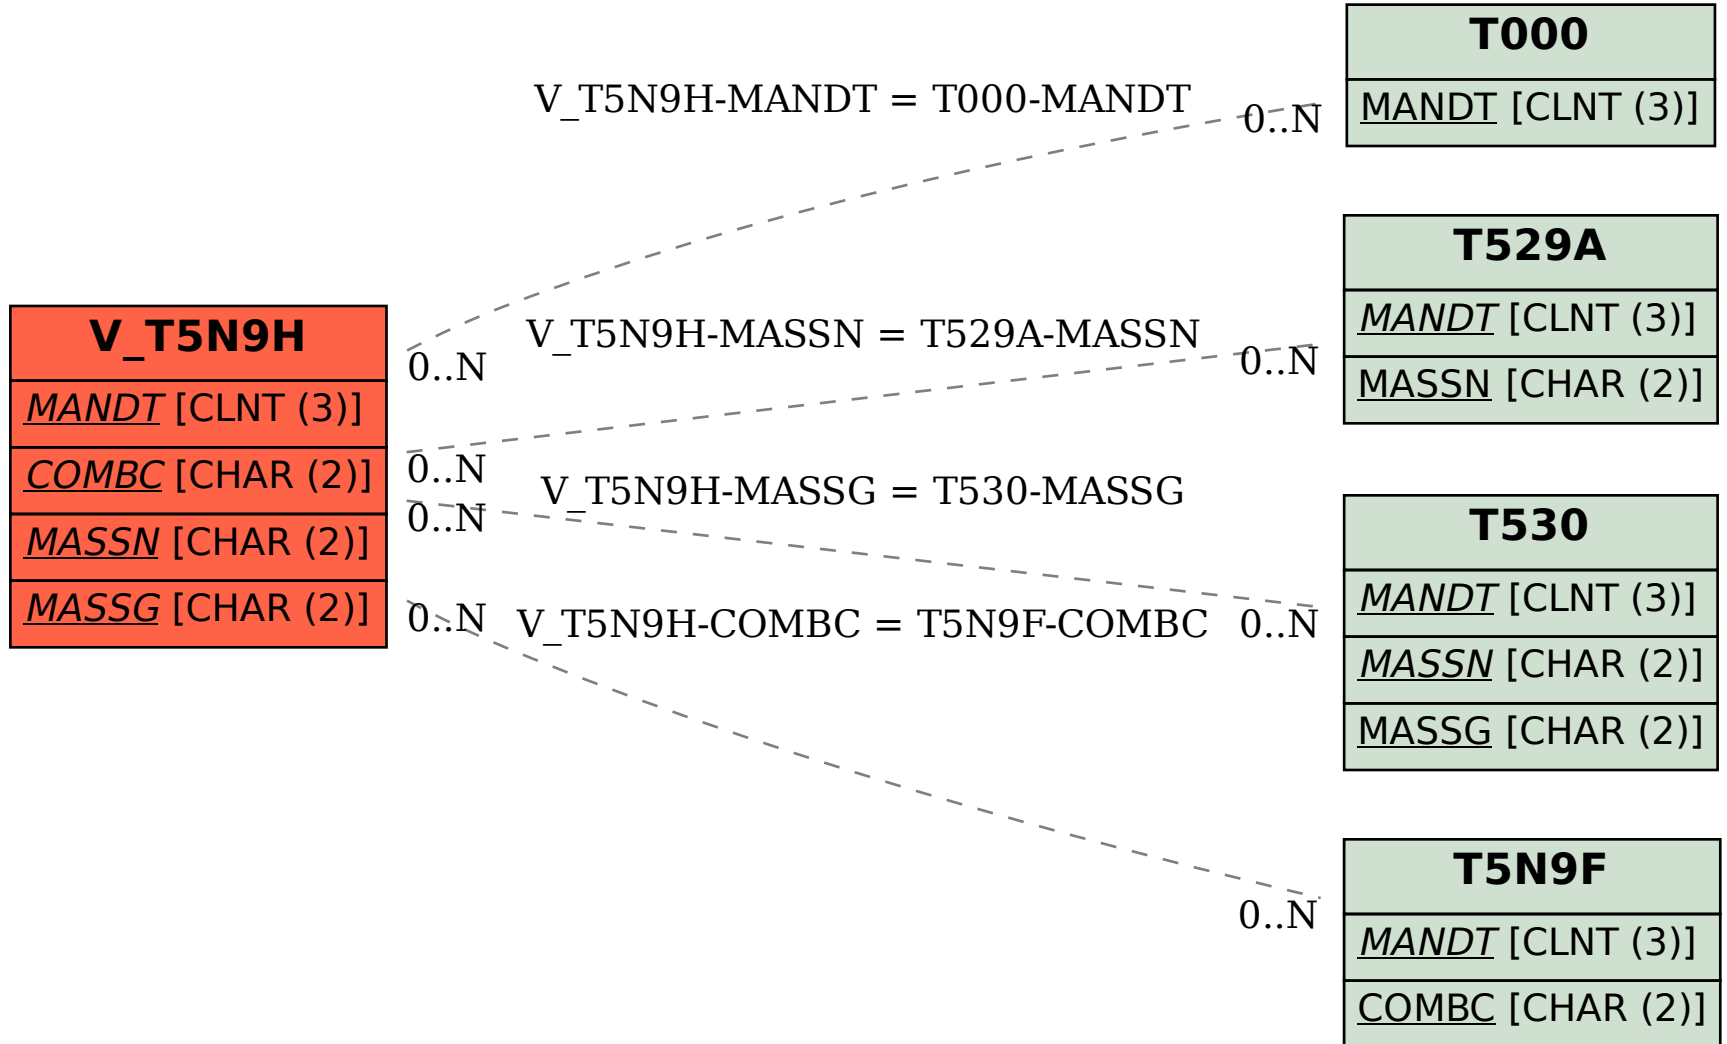 T000
MANDT [CLNT (3)]
V_T5N9H-MANDT = T000-MANDT
0..N
T529A
MANDT [CLNT (3)]
MASSN [CHAR (2)]
V_T5N9H
MANDT [CLNT (3)]
COMBC [CHAR (2)]
MASSN [CHAR (2)]
MASSG [CHAR (2)]
0..N
V_T5N9H-MASSN = T529A-MASSN
0..N
0..N
0..N
V_T5N9H-MASSG = T530-MASSG
T530
MANDT [CLNT (3)]
MASSN [CHAR (2)]
MASSG [CHAR (2)]
0..N
V_T5N9H-COMBC = T5N9F-COMBC
0..N
T5N9F
MANDT [CLNT (3)]
COMBC [CHAR (2)]
0..N